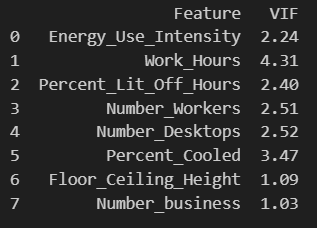 Feature VIF
0 Energy_Use_Intensity 2.24
1 Work_Hours 4.31
2 Percent_Lit_Off_Hours 2.40
3 Number_Workers 2.51
4 Number_Desktops 2.52
5 Percent_Cooled 3.47
6 Floor_Ceiling_Height 1.09
7 Number_business 1.03